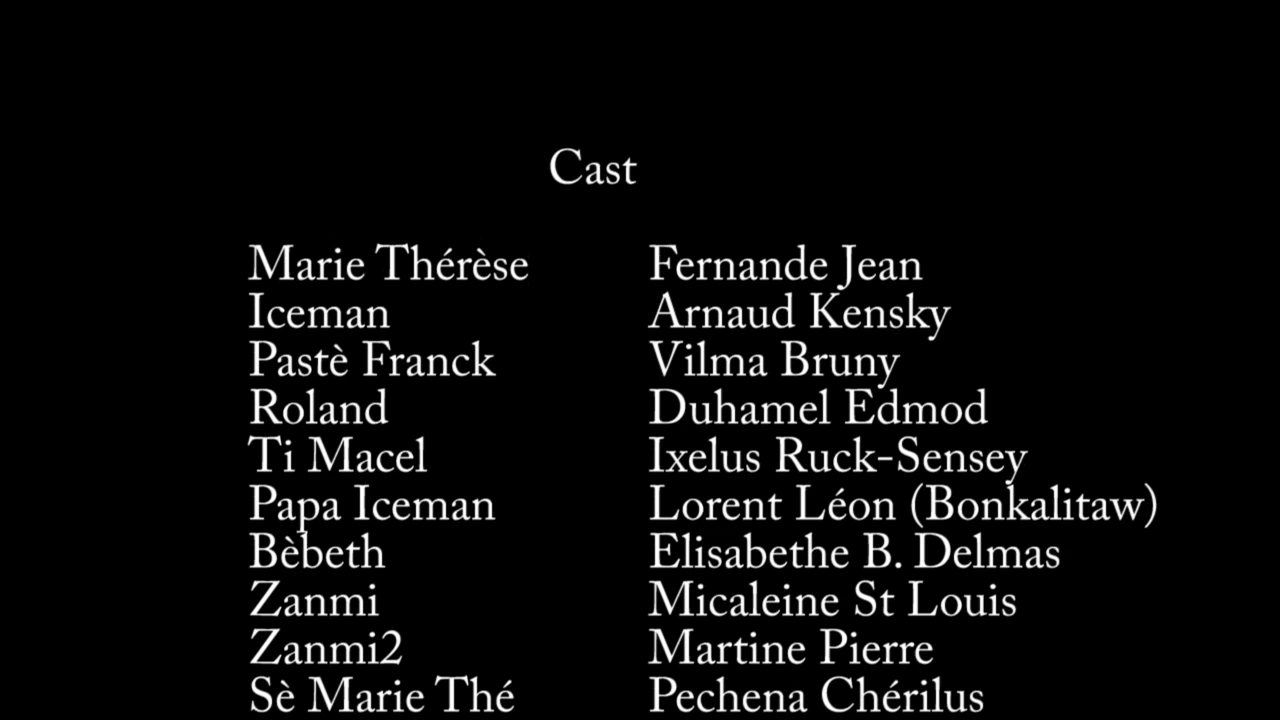 Cast
Marie Thérèse Fernande Jean
Iceman Arnaud Kensky
Pastè Franck Vilma Bruny
Roland Duhamel Edmod
Ti Macel Ixelus Ruck-Sensey
Papa Iceman Lorent Léon (Bonkalitaw)
Bèbeth Elisabethe B. Delmas
Zanmi Micaleine St Louis
Zanmi2 Martine Pierre
Sè Marie Thé Pechena Chérilus